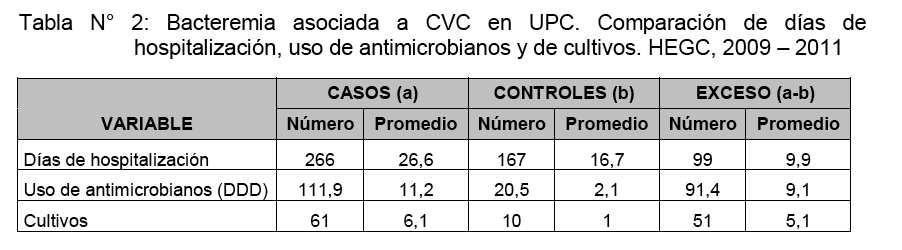 Tabla N° 2: Bacteremia asociada a CVC en UPC. Comparación de días de
hospitalización, uso de antimicrobianos y de cultivos. HEGC, 2009 – 2011
VARIABLE CASOS (a) CONTROLES (b) EXCESO (a-b)
Número Promedio Número Promedio Número Promedio
Días de hospitalización 266 26,6 167 16,7 99 9,9
Uso de antimicrobianos (DDD) 111,9 11,2 20,5 2,1 91,4 9,1
Cultivos 61 6,1 10 1 51 5,1